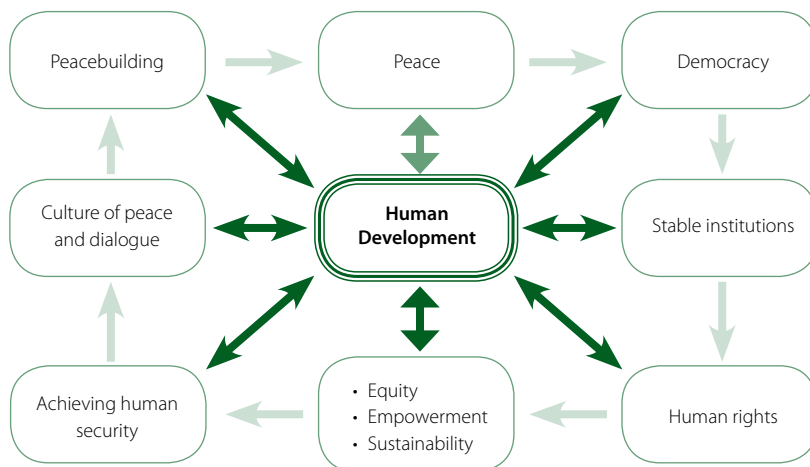 Peacebuilding
Peace
Democracy
Culture of peace
and dialogue
Human
Development
Stable institutions
Achieving human
security
• Equity
• Empowerment
• Sustainability
Human rights